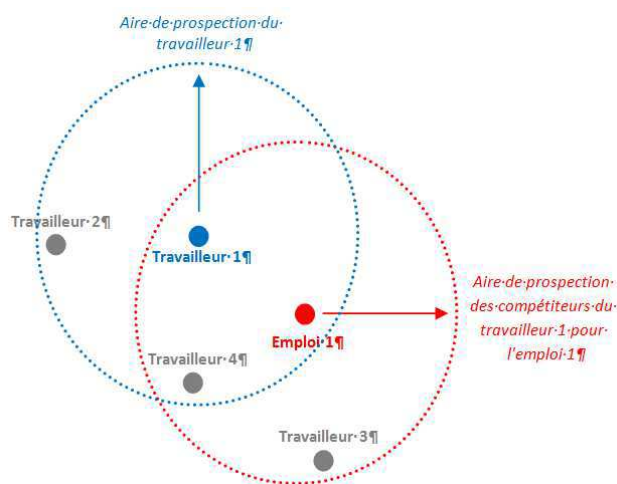 Aire·de·prospection·du·
travailleur·1¶
Travailleur·2¶
Travailleur·1¶
Aire·de·prospection·
des·compétiteurs·du·
travailleur·1·pour·
l'emploi·1¶
Emploi·1¶
Travailleur·4¶
Travailleur·3¶